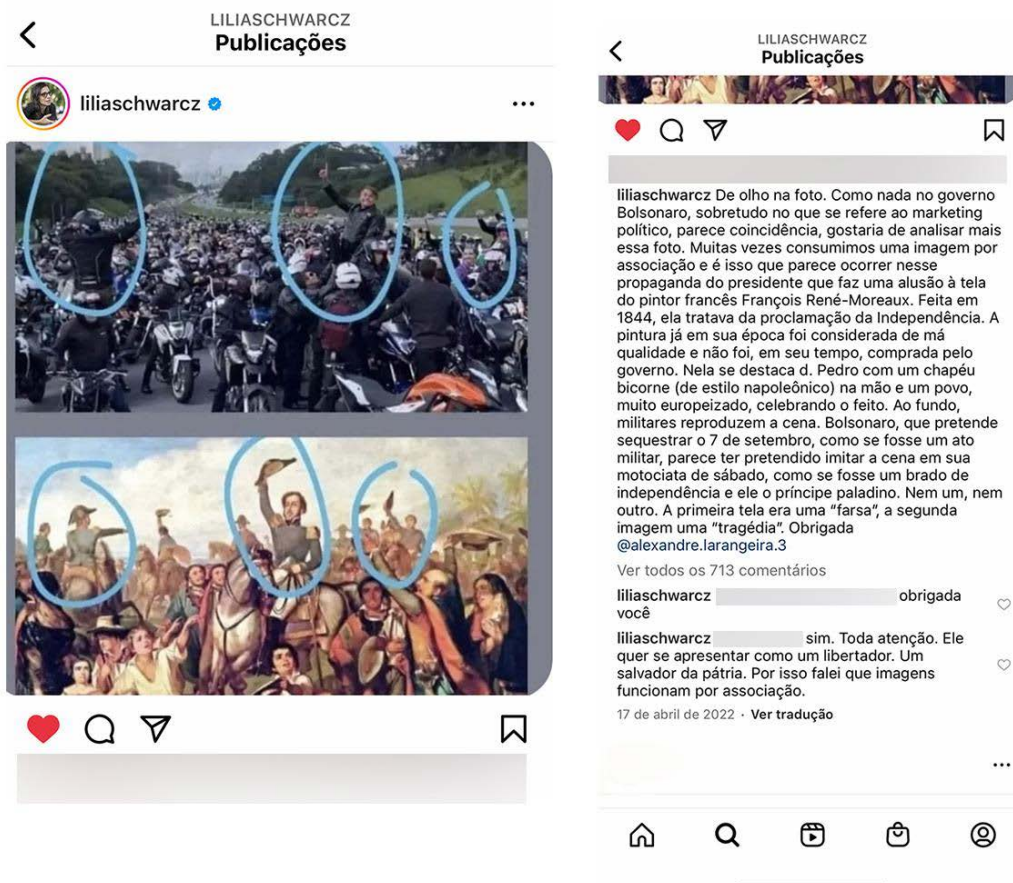 LILIASCHWARCZ
Publicações
liliaschwarcz
LILIASCHWARCZ
Publicações
liliaschwarcz De olho na foto. Como nada no governo
Bolsonaro, sobretudo no que se refere ao marketing
político, parece coincidência, gostaria de analisar mais
essa foto. Muitas vezes consumimos uma imagem por
associação e é isso que parece ocorrer nesse
propaganda do presidente que faz uma alusão à tela
do pintor francês François René-Moreaux. Feita em
1844, ela tratava da proclamação da Independência. A
pintura já em sua época foi considerada de má
qualidade e não foi, em seu tempo, comprada pelo
governo. Nela se destaca d. Pedro com um chapéu
bicorne (de estilo napoleônico) na mão e um povo,
muito europeizado, celebrando o feito. Ao fundo,
militares reproduzem a cena. Bolsonaro, que pretende
sequestrar o 7 de setembro, como se fosse um ato
militar, parece ter pretendido imitar a cena em sua
motociata de sábado, como se fosse um brado de
independência e ele o príncipe paladino. Nem um, nem
outro. A primeira tela era uma “farsa”, a segunda
imagem uma “tragédia”. Obrigada
@alexandre.larangeira.3
Ver todos os 713 comentários
liliaschwarcz obrigada
você
liliaschwarcz sim. Toda atenção. Ele
quer se apresentar como um libertador. Um
salvador da pátria. Por isso falei que imagens
funcionam por associação.
17 de abril de 2022 · Ver tradução